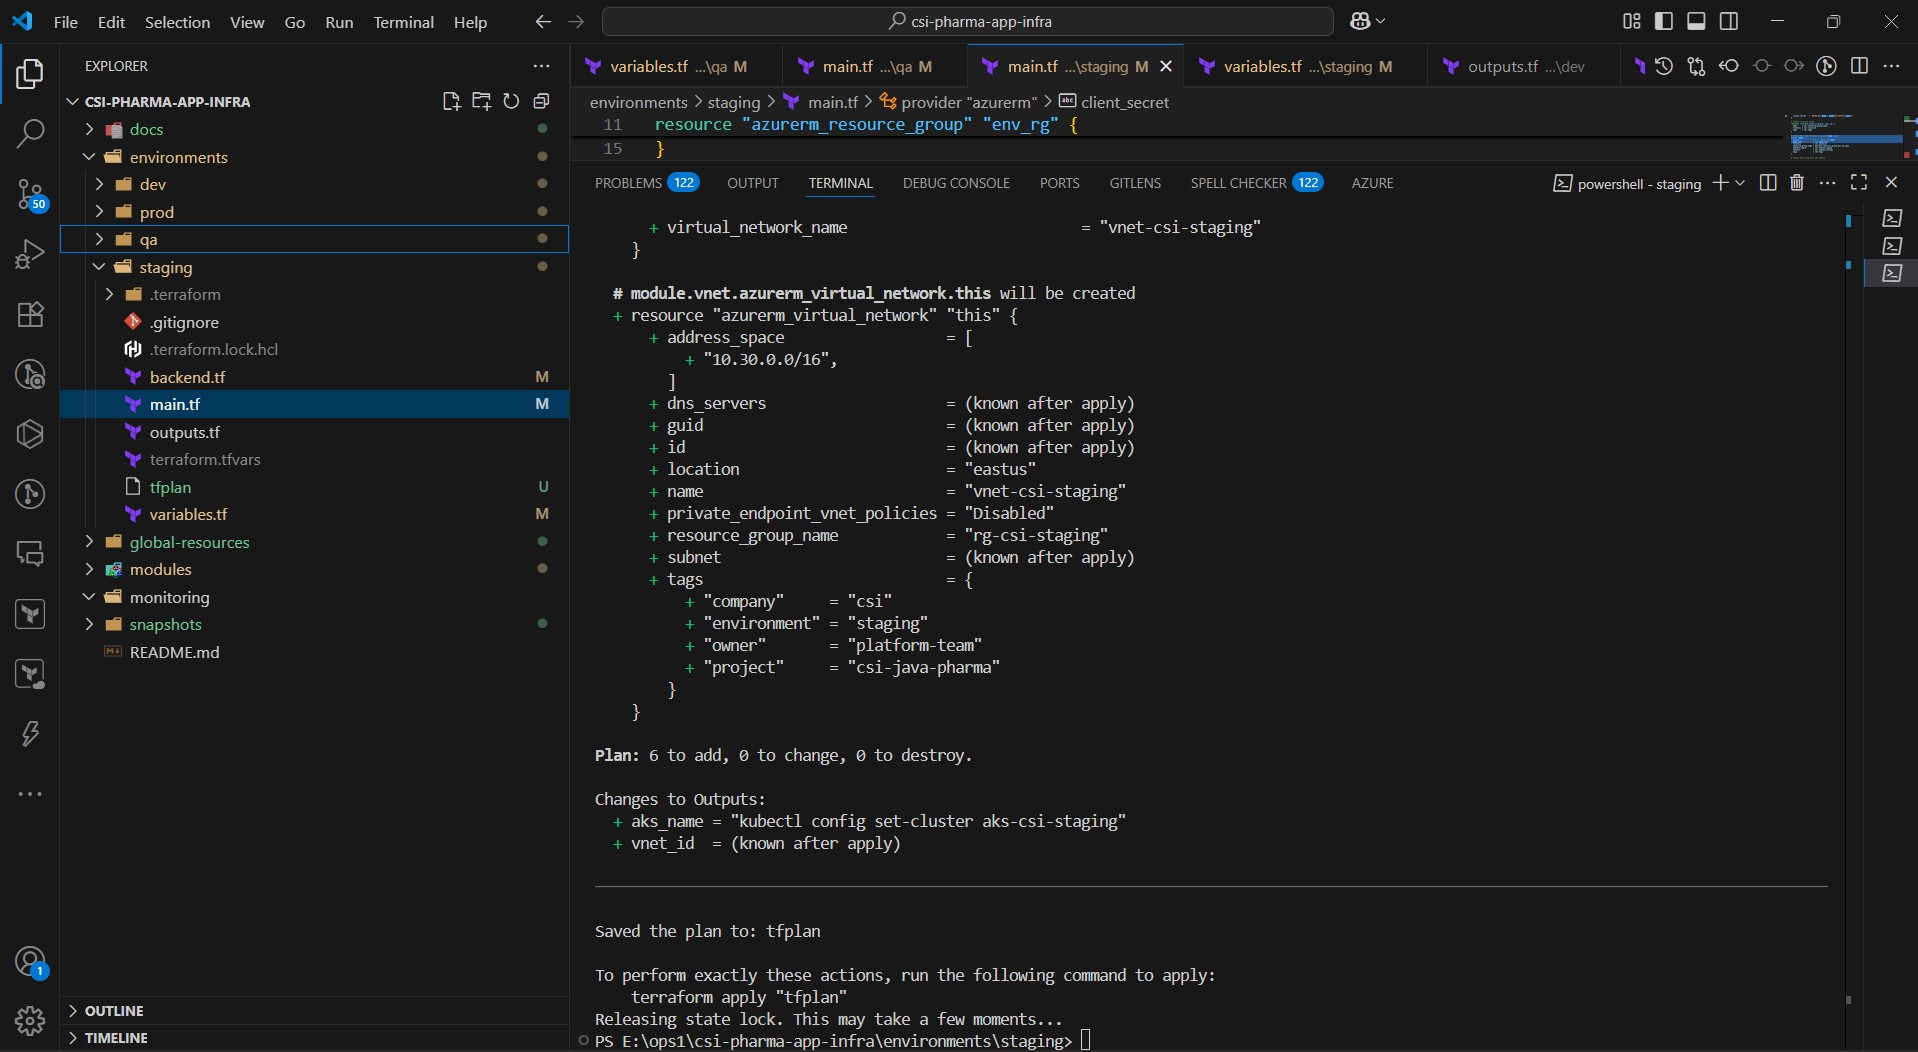 File Edit Selection View Go Run Terminal Help
csi-pharma-app-infra
EXPLORER
CSI-PHARMA-APP-INFRA
docs
environments
dev
prod
qa
staging
.terraform
.gitignore
.terraform.lock.hcl
backend.tf M
main.tf M
outputs.tf
terraform.tfvars
tfplan U
variables.tf M
global-resources
modules
monitoring
snapshots
README.md
OUTLINE
TIMELINE
50
1
variables.tf ...\qa M main.tf ...\qa M main.tf ...\staging M variables.tf ...\staging M outputs.tf ...\dev
environments > staging > main.tf > provider "azurerm" > client_secret
11 resource "azurerm_resource_group" "env_rg" {
15 }
PROBLEMS 122 OUTPUT TERMINAL DEBUG CONSOLE PORTS GITLENS SPELL CHECKER 122 AZURE
powershell - staging
+ virtual_network_name = "vnet-csi-staging"
}
# module.vnet.azurerm_virtual_network.this will be created
+ resource "azurerm_virtual_network" "this" {
+ address_space = [
+ "10.30.0.0/16",
]
+ dns_servers = (known after apply)
+ guid = (known after apply)
+ id = (known after apply)
+ location = "eastus"
+ name = "vnet-csi-staging"
+ private_endpoint_vnet_policies = "Disabled"
+ resource_group_name = "rg-csi-staging"
+ subnet = (known after apply)
+ tags = {
+ "company" = "csi"
+ "environment" = "staging"
+ "owner" = "platform-team"
+ "project" = "csi-java-pharma"
}
}
Plan: 6 to add, 0 to change, 0 to destroy.
Changes to Outputs:
+ aks_name = "kubectl config set-cluster aks-csi-staging"
+ vnet_id = (known after apply)
Saved the plan to: tfplan
To perform exactly these actions, run the following command to apply:
terraform apply "tfplan"
Releasing state lock. This may take a few moments...
PS E:\ops1\csi-pharma-app-infra\environments\staging>